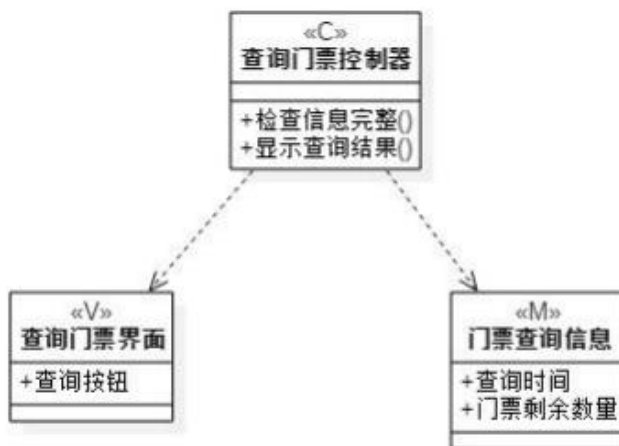 «C»
查询门票控制器
+检查信息完整()
+显示查询结果()
«V»
查询门票界面
+查询按钮
«M»
门票查询信息
+查询时间
+门票剩余数量